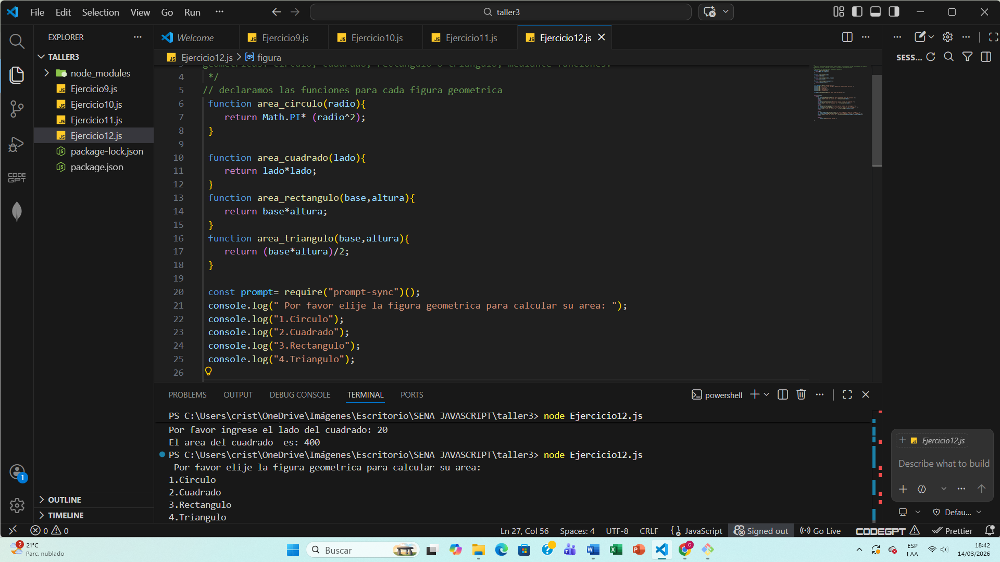 File Edit Selection View Go Run ··· taller3
EXPLORER ···
TALLER3
node_modules
Ejercicio9.js
Ejercicio10.js
Ejercicio11.js
Ejercicio12.js
package-lock.json
package.json
CODE GPT
1
OUTLINE
TIMELINE
Welcome Ejercicio9.js Ejercicio10.js Ejercicio11.js Ejercicio12.js
Ejercicio12.js > figura
geometricas: circulo, cuadrado, rectangulo o triangulo, mediante funciones.
4 */
5 // declaramos las funciones para cada figura geometrica
6 function area_circulo(radio){
7 return Math.PI* (radio^2);
8 }
9
10 function area_cuadrado(lado){
11 return lado*lado;
12 }
13 function area_rectangulo(base,altura){
14 return base*altura;
15 }
16 function area_triangulo(base,altura){
17 return (base*altura)/2;
18 }
19
20 const prompt= require("prompt-sync")();
21 console.log(" Por favor elije la figura geometrica para calcular su area: ");
22 console.log("1.Circulo");
23 console.log("2.Cuadrado");
24 console.log("3.Rectangulo");
25 console.log("4.Triangulo");
26
PROBLEMS OUTPUT DEBUG CONSOLE TERMINAL PORTS powershell
PS C:\Users\crist\OneDrive\Imágenes\Escritorio\SENA JAVASCRIPT\taller3> node Ejercicio12.js
Por favor ingrese el lado del cuadrado: 20
El area del cuadrado  es: 400
PS C:\Users\crist\OneDrive\Imágenes\Escritorio\SENA JAVASCRIPT\taller3> node Ejercicio12.js
Por favor elije la figura geometrica para calcular su area:
1.Circulo
2.Cuadrado
3.Rectangulo
4.Triangulo
SESS...
Ejercicio12.js
Describe what to build
Defau...
0 0 Ln 27, Col 56 Spaces: 4 UTF-8 CRLF JavaScript Signed out Go Live CODEGPT Prettier
2
21°C
Parc. nublado
Buscar
C
ESP
LAA
18:42
14/03/2026